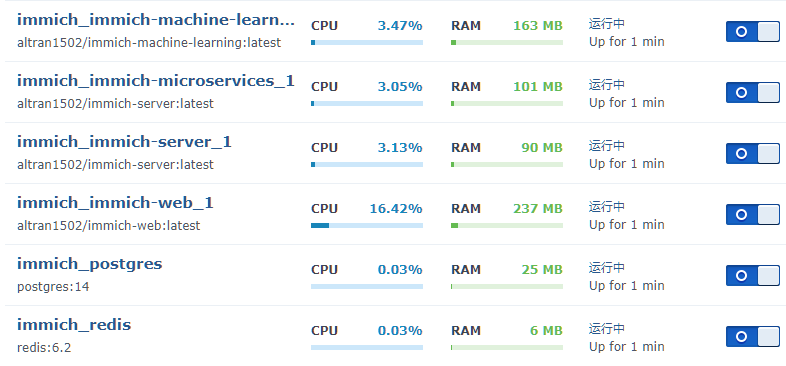 immich_immich-machine-learn... CPU 3.47% RAM 163 MB 运行中
altran1502/immich-machine-learning:latest Up for 1 min
immich_immich-microservices_1 CPU 3.05% RAM 101 MB 运行中
altran1502/immich-server:latest Up for 1 min
immich_immich-server_1 CPU 3.13% RAM 90 MB 运行中
altran1502/immich-server:latest Up for 1 min
immich_immich-web_1 CPU 16.42% RAM 237 MB 运行中
altran1502/immich-web:latest Up for 1 min
immich_postgres CPU 0.03% RAM 25 MB 运行中
postgres:14 Up for 1 min
immich_redis CPU 0.03% RAM 6 MB 运行中
redis:6.2 Up for 1 min